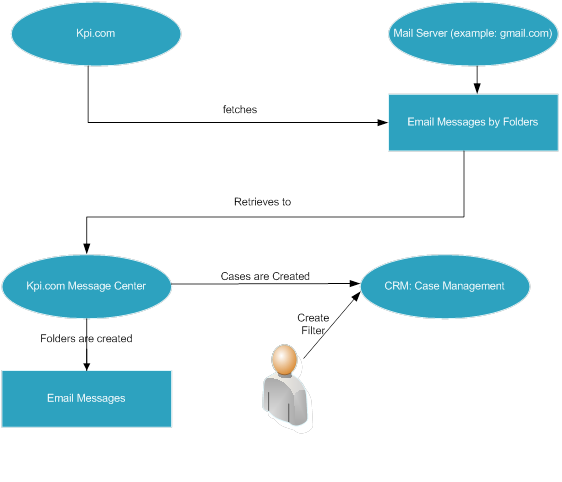 Kpi.com
Mail Server (example: gmail.com)
fetches
Email Messages by Folders
Retrieves to
Kpi.com Message Center
Cases are Created
CRM: Case Management
Folders are created
Create
Filter
Email Messages